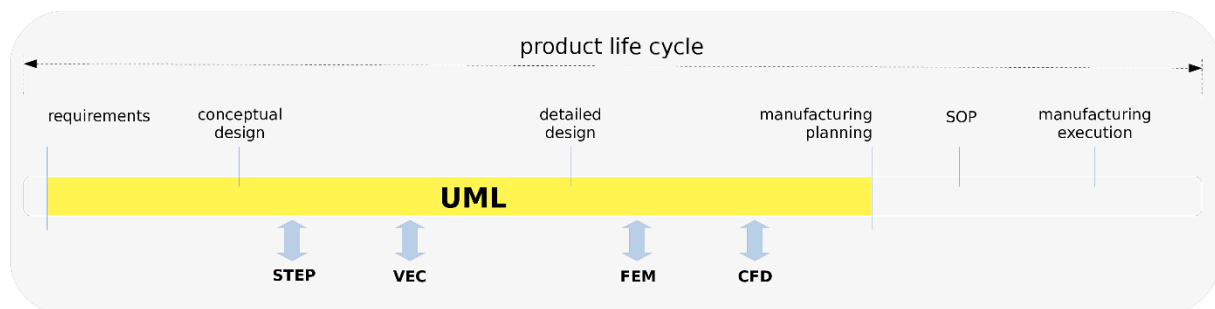 product life cycle
requirements
conceptual
design
detailed
design
manufacturing
planning
SOP
manufacturing
execution
UML
STEP
VEC
FEM
CFD